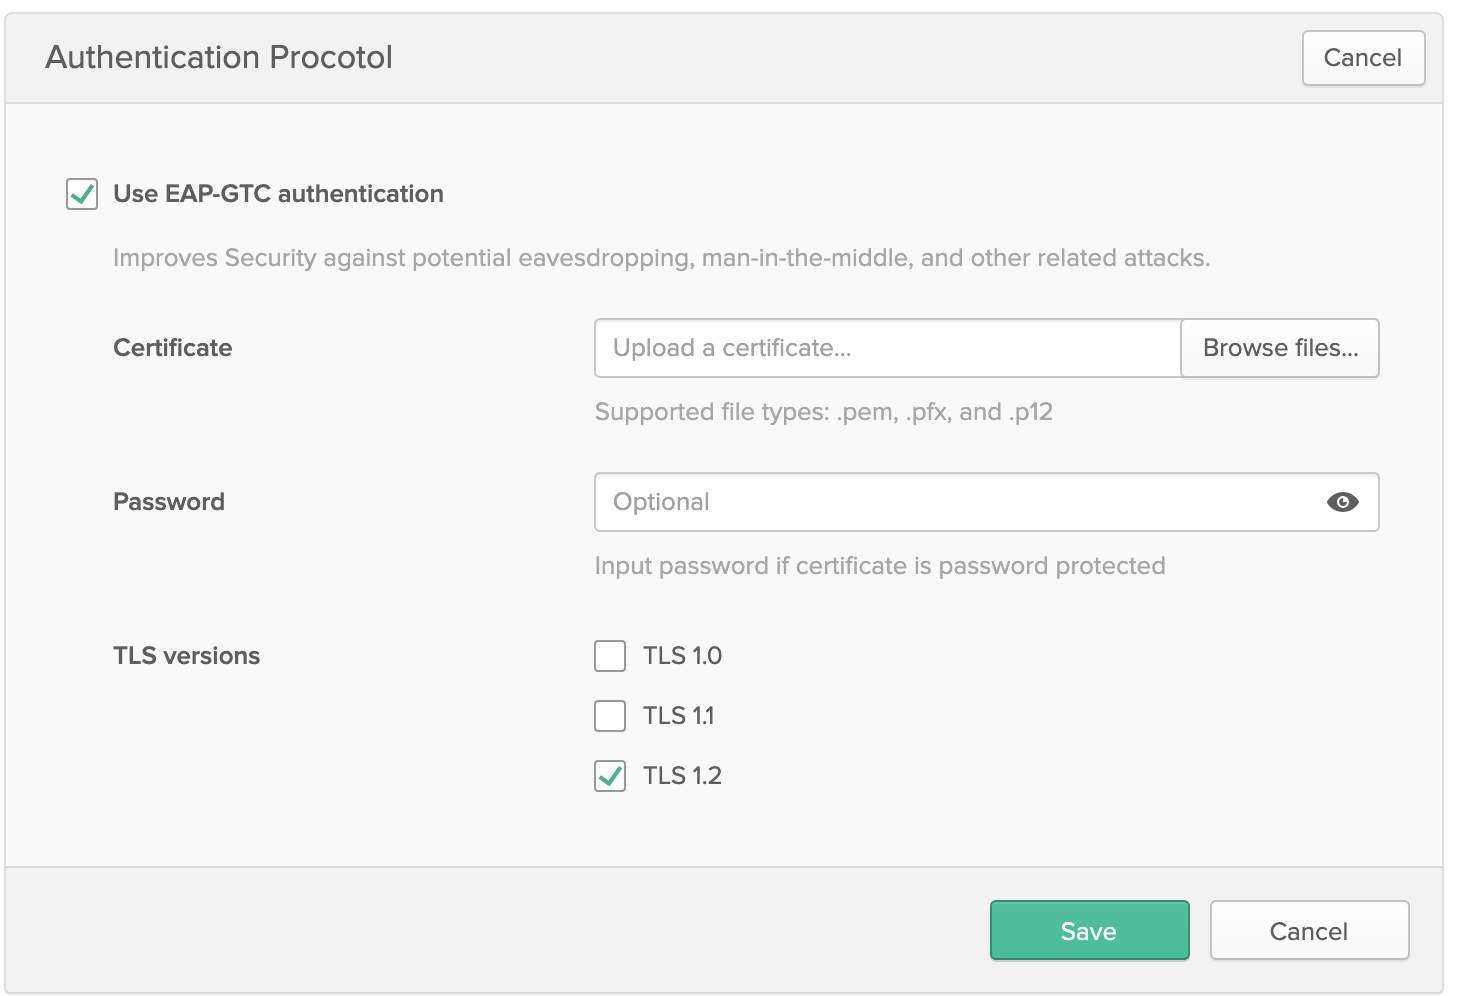 Authentication Procotol
Cancel
Use EAP-GTC authentication
Improves Security against potential eavesdropping, man-in-the-middle, and other related attacks.
Certificate
Upload a certificate...
Browse files...
Supported file types: .pem, .pfx, and .p12
Password
Optional
Input password if certificate is password protected
TLS versions
TLS 1.0
TLS 1.1
TLS 1.2
Save
Cancel